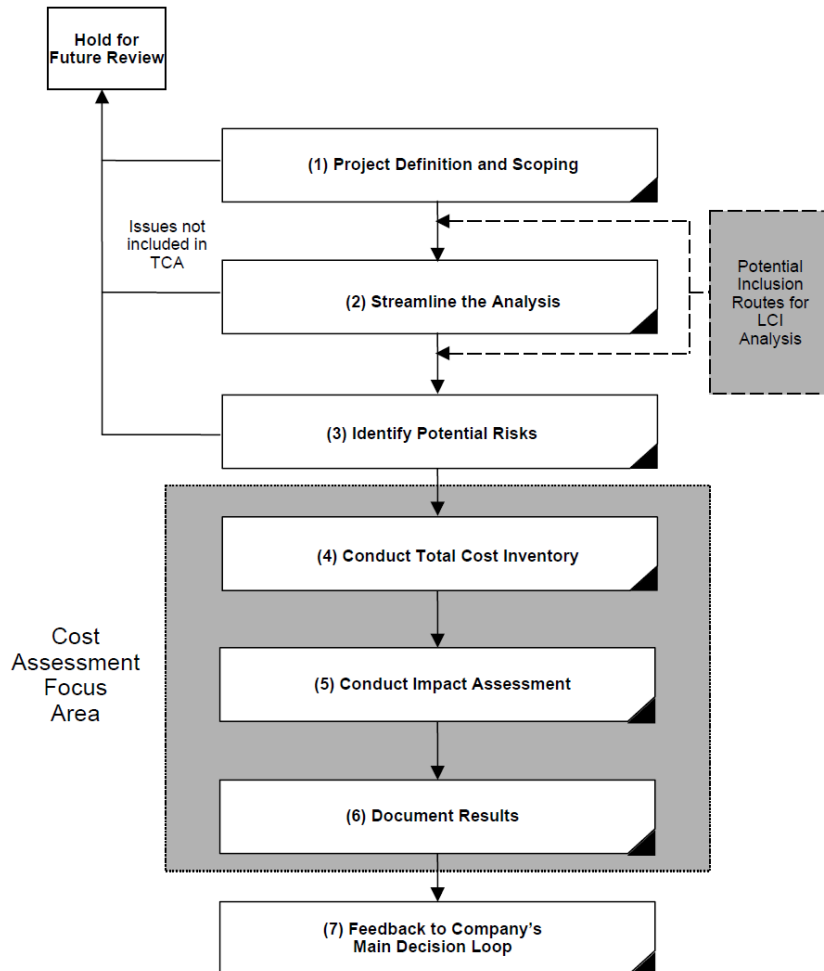 Hold for
Future Review
(1) Project Definition and Scoping
Issues not
included in
TCA
Potential
Inclusion
Routes for
LCI
Analysis
(2) Streamline the Analysis
(3) Identify Potential Risks
(4) Conduct Total Cost Inventory
Cost
Assessment
Focus
Area
(5) Conduct Impact Assessment
(6) Document Results
(7) Feedback to Company's
Main Decision Loop